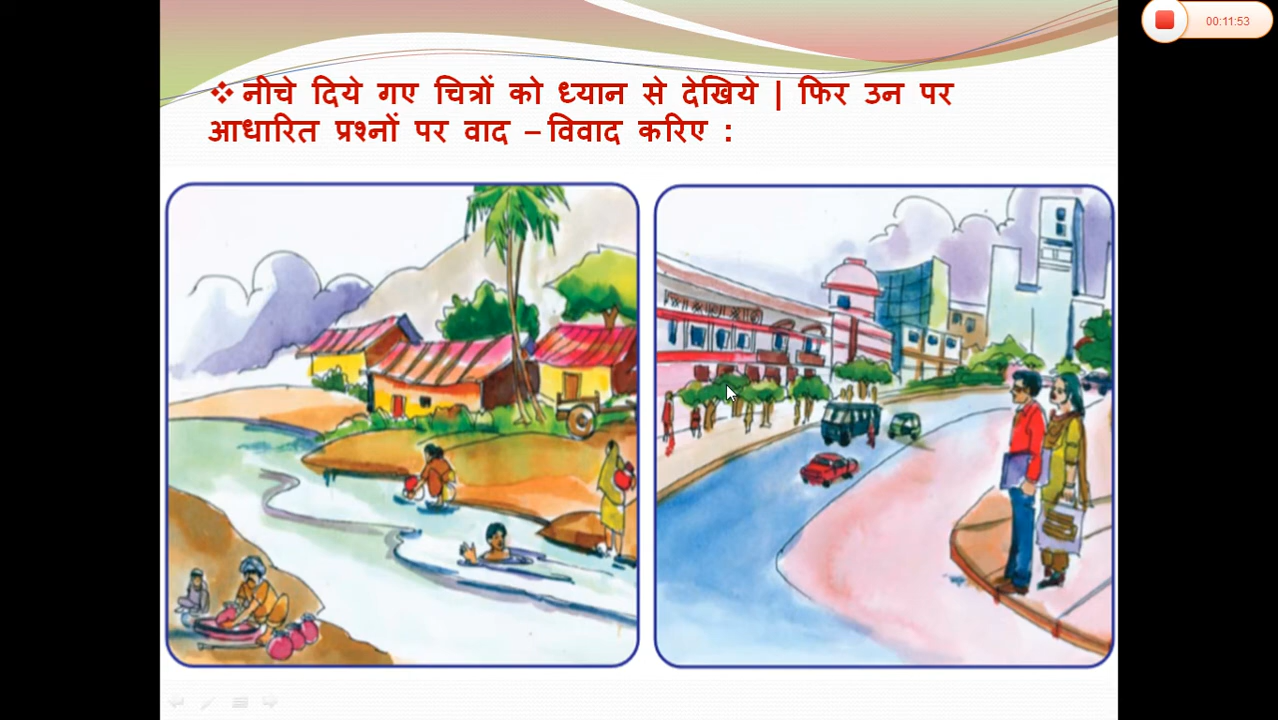 00:11:53
❖ नीचे दिये गए चित्रों को ध्यान से देखिये | फिर उन पर
आधारित प्रश्नों पर वाद – विवाद करिए :